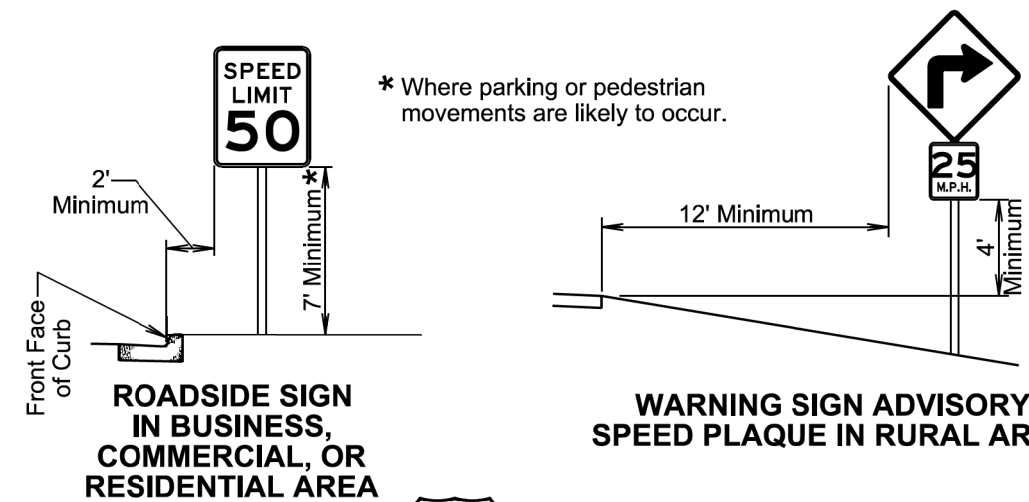 SPEED
LIMIT
50
* Where parking or pedestrian
movements are likely to occur.
2'
Minimum
7' Minimum*
Front Face
of Curb
ROADSIDE SIGN
IN BUSINESS,
COMMERCIAL, OR
RESIDENTIAL AREA
25
M.P.H.
12' Minimum
4'
Minimum
WARNING SIGN ADVISORY
SPEED PLAQUE IN RURAL AR